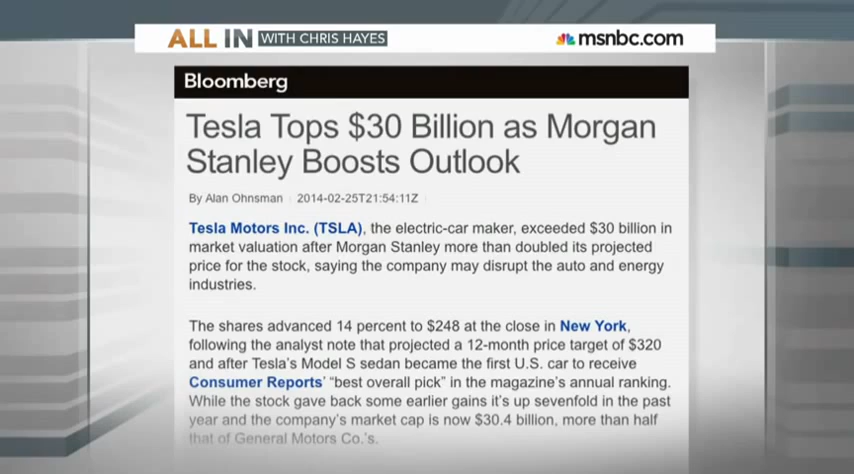 ALL IN WITH CHRIS HAYES msnbc.com
Bloomberg
Tesla Tops $30 Billion as Morgan
Stanley Boosts Outlook
By Alan Ohnsman | 2014-02-25T21:54:11Z
Tesla Motors Inc. (TSLA), the electric-car maker, exceeded $30 billion in
market valuation after Morgan Stanley more than doubled its projected
price for the stock, saying the company may disrupt the auto and energy
industries.
The shares advanced 14 percent to $248 at the close in New York,
following the analyst note that projected a 12-month price target of $320
and after Tesla’s Model S sedan became the first U.S. car to receive
Consumer Reports’ “best overall pick” in the magazine’s annual ranking.
While the stock gave back some earlier gains it’s up sevenfold in the past
year and the company’s market cap is now $30.4 billion, more than half
that of General Motors Co.’s.